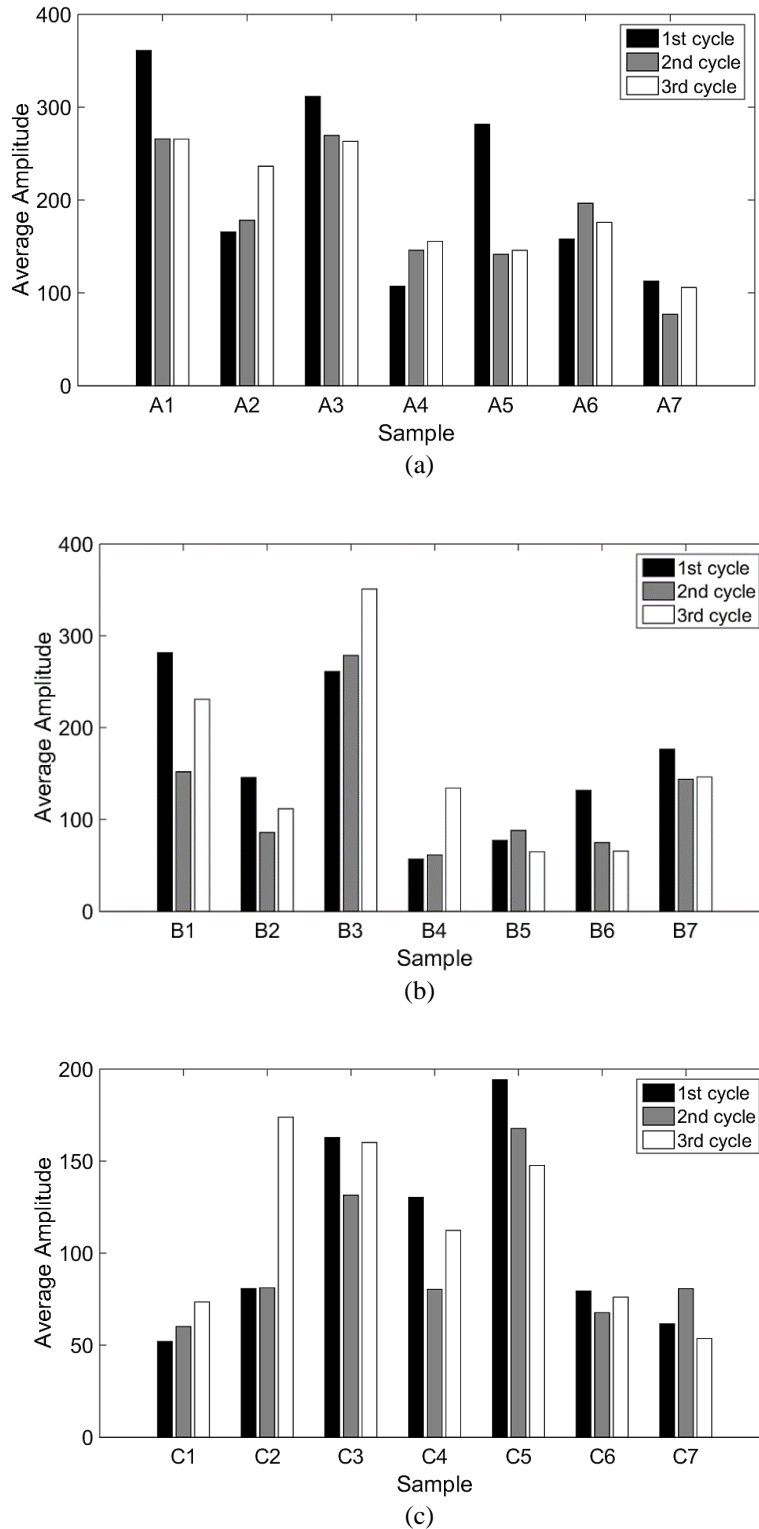 400
300
200
100
0
Average Amplitude
1st cycle
2nd cycle
3rd cycle
A1 A2 A3 A4 A5 A6 A7
Sample
(a)
400
300
200
100
0
Average Amplitude
1st cycle
2nd cycle
3rd cycle
B1 B2 B3 B4 B5 B6 B7
Sample
(b)
200
150
100
50
0
Average Amplitude
1st cycle
2nd cycle
3rd cycle
C1 C2 C3 C4 C5 C6 C7
Sample
(c)